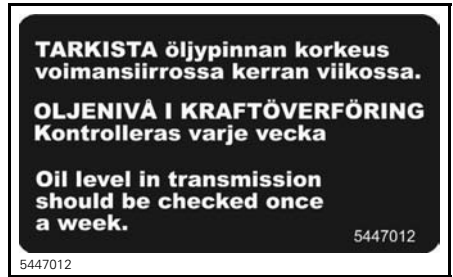 TARKISTA öljypinnan korkeus
voimansiirrossa kerran viikossa.
OLJENIVÅ I KRAFTÖVERFÖRING
Kontrolleras varje vecka
Oil level in transmission
should be checked once
a week.
5447012
5447012